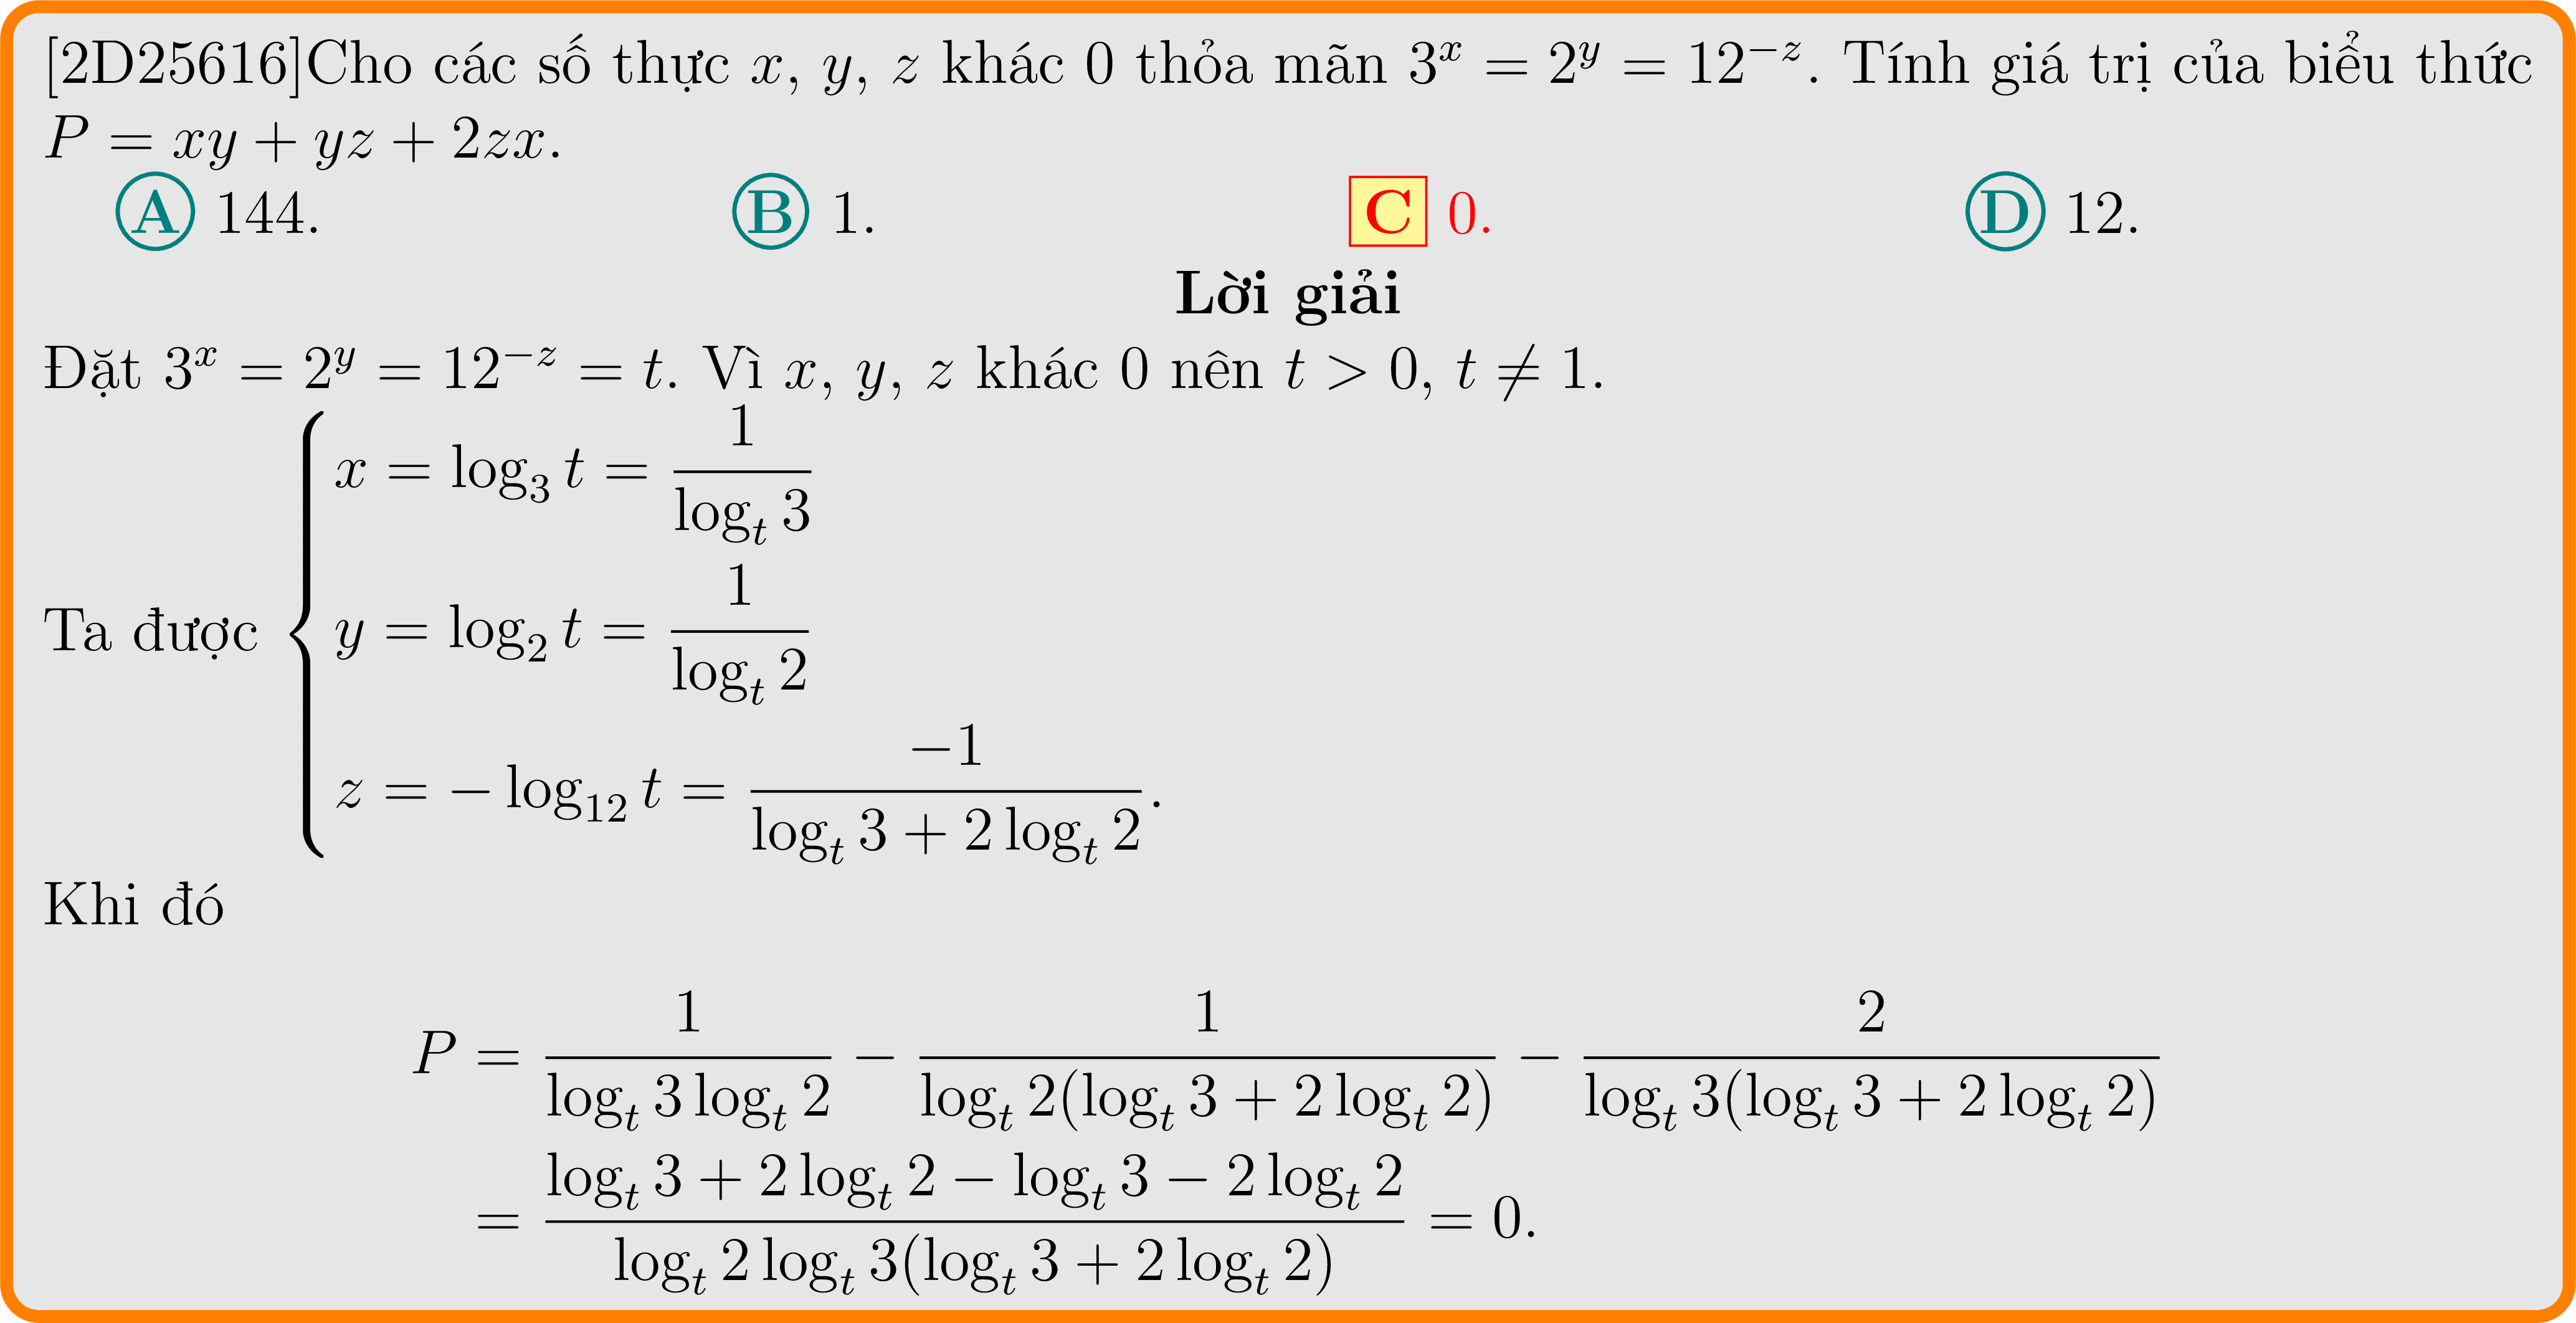 [2D25616]Cho các số thực x, y, z khác 0 thỏa mãn 3^x = 2^y = 12^{−z}. Tính giá trị của biểu thức
P = xy + yz + 2zx.
A 144. B 1. C 0. D 12.
Lời giải
Đặt 3^x = 2^y = 12^{−z} = t. Vì x, y, z khác 0 nên t > 0, t ≠ 1.
Ta được { x = log_3 t = \frac{1}{log_t 3}
y = log_2 t = \frac{1}{log_t 2}
z = − log_{12} t = \frac{−1}{log_t 3 + 2 log_t 2}.
Khi đó
P = \frac{1}{log_t 3 log_t 2} − \frac{1}{log_t 2(log_t 3 + 2 log_t 2)} − \frac{2}{log_t 3(log_t 3 + 2 log_t 2)}
= \frac{log_t 3 + 2 log_t 2 − log_t 3 − 2 log_t 2}{log_t 2 log_t 3(log_t 3 + 2 log_t 2)} = 0.